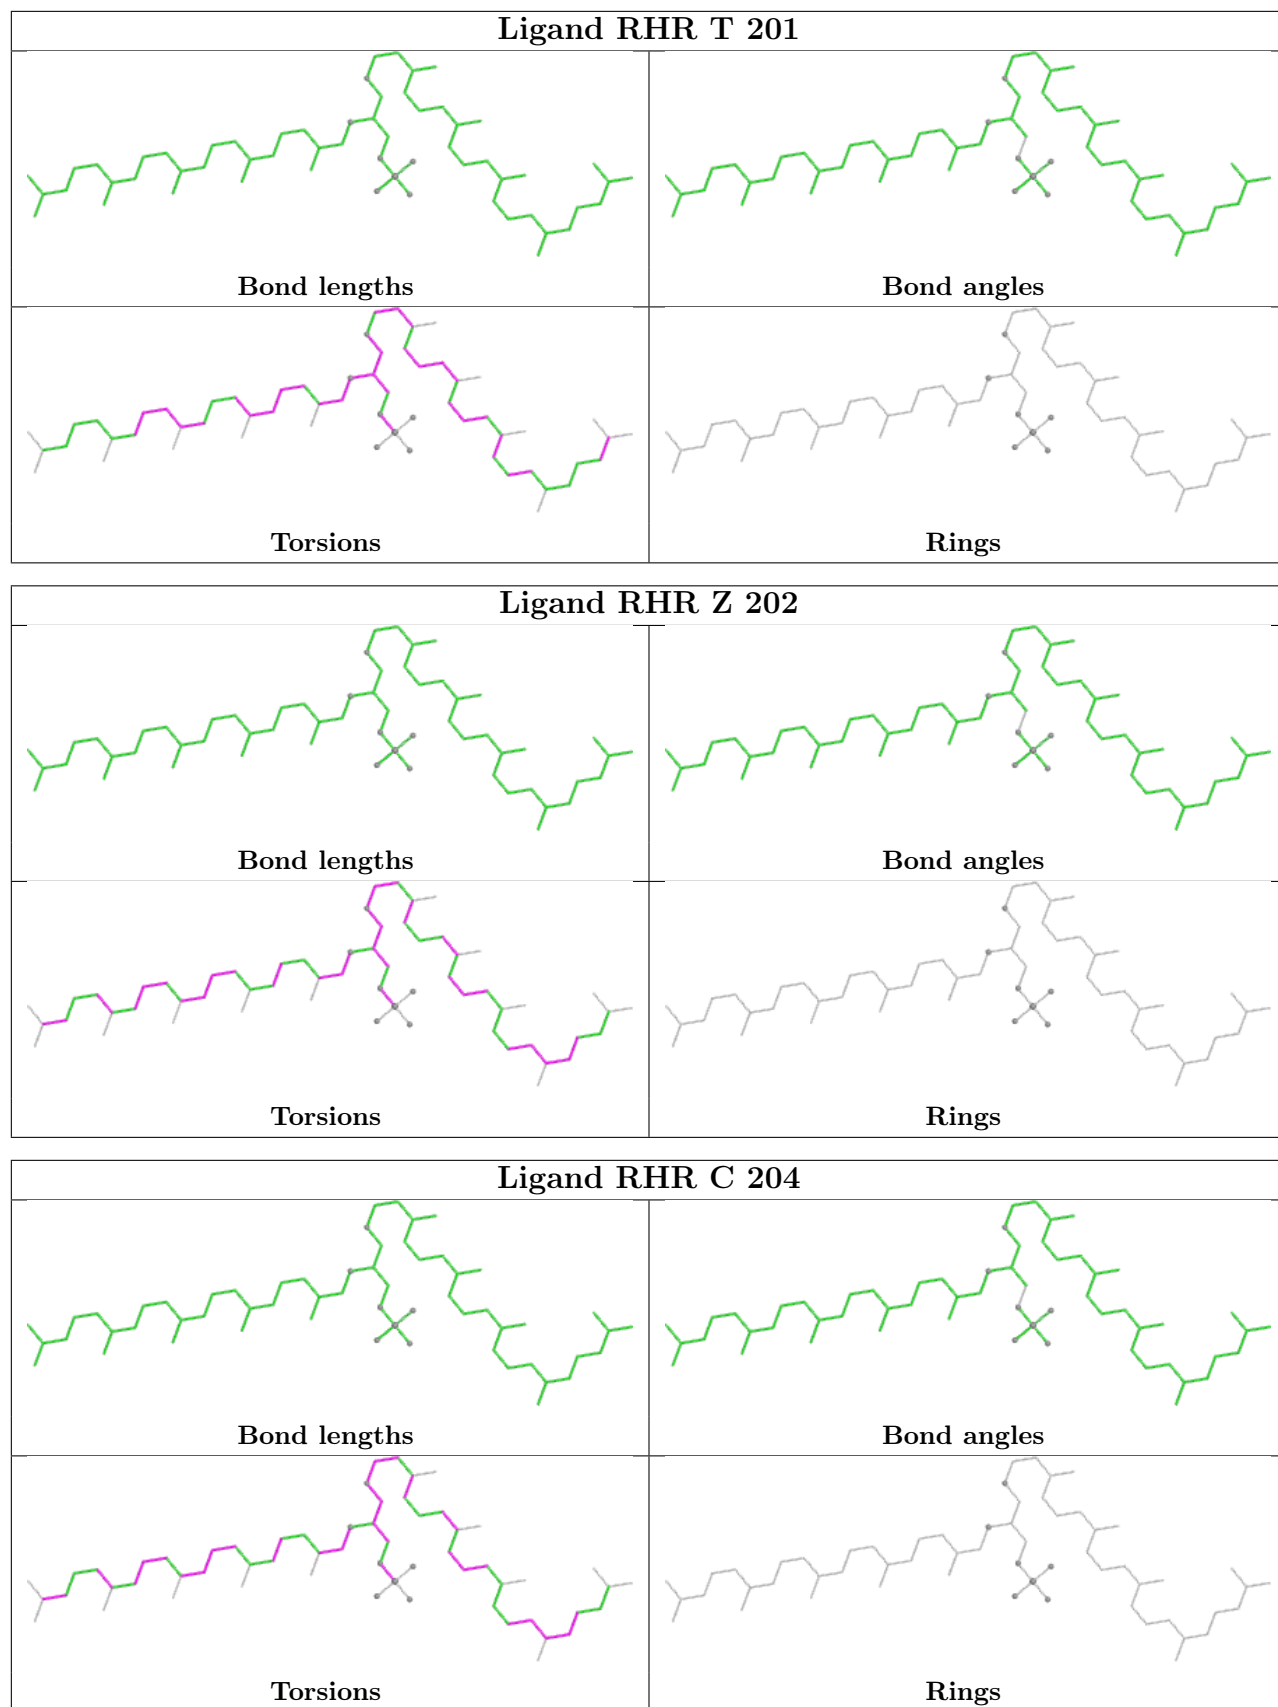 Ligand RHR T 201
Bond lengths
Bond angles
Torsions
Rings
Ligand RHR Z 202
Bond lengths
Bond angles
Torsions
Rings
Ligand RHR C 204
Bond lengths
Bond angles
Torsions
Rings